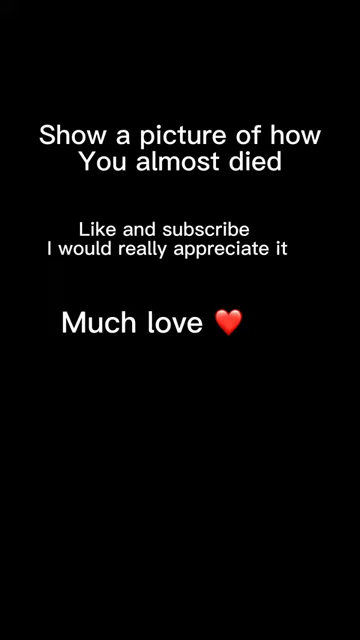 Show a picture of how
You almost died
Like and subscribe
I would really appreciate it
Much love ❤️